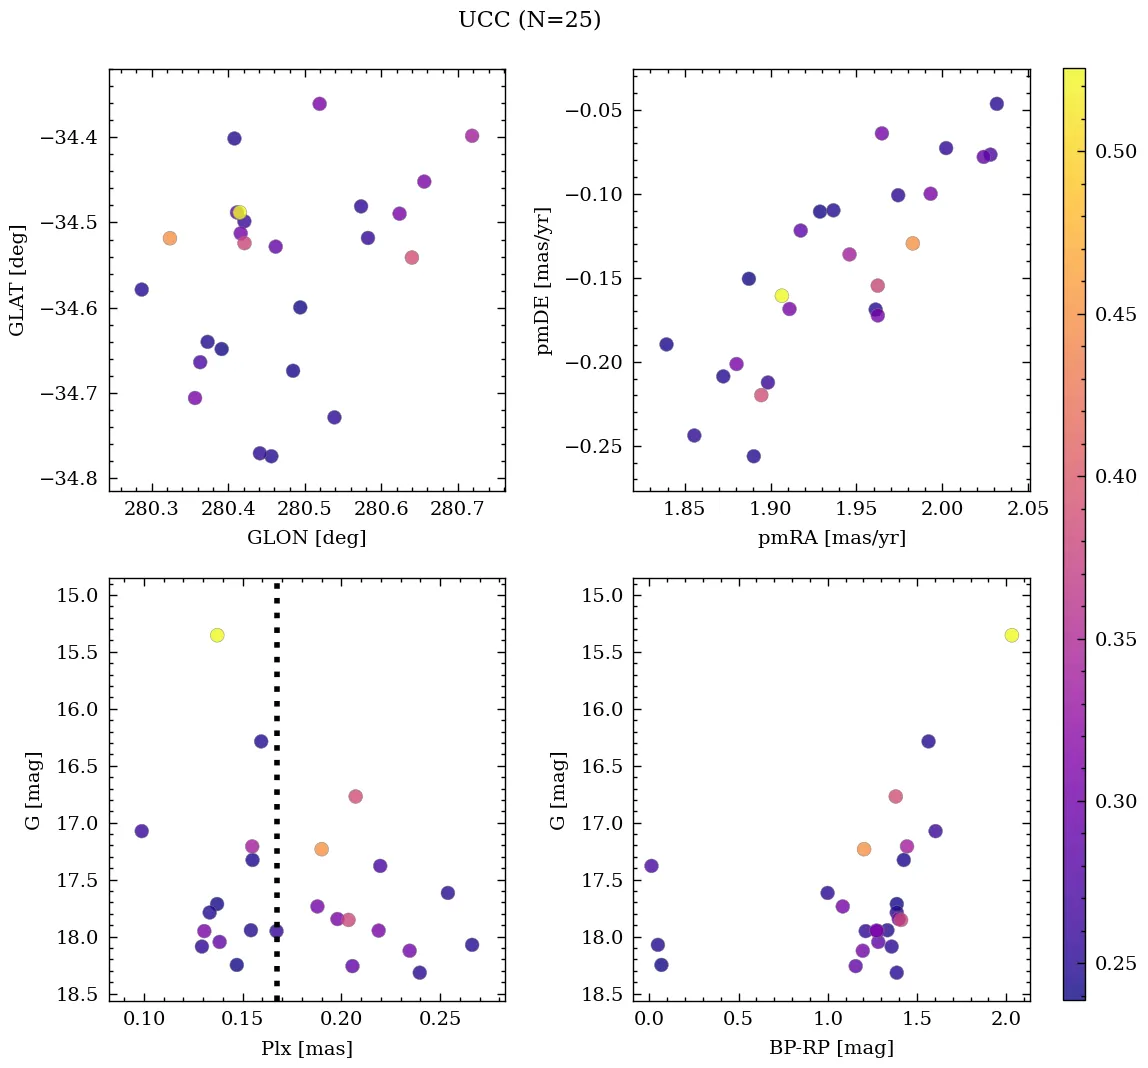 UCC (N=25)
−34.4
−34.5
−34.6
−34.7
−34.8
GLAT [deg]
280.3 280.4 280.5 280.6 280.7
GLON [deg]
−0.05
−0.10
−0.15
−0.20
−0.25
pmDE [mas/yr]
1.85 1.90 1.95 2.00 2.05
pmRA [mas/yr]
15.0
15.5
16.0
16.5
17.0
17.5
18.0
18.5
G [mag]
0.10 0.15 0.20 0.25
Plx [mas]
15.0
15.5
16.0
16.5
17.0
17.5
18.0
18.5
G [mag]
0.0 0.5 1.0 1.5 2.0
BP-RP [mag]
0.50
0.45
0.40
0.35
0.30
0.25